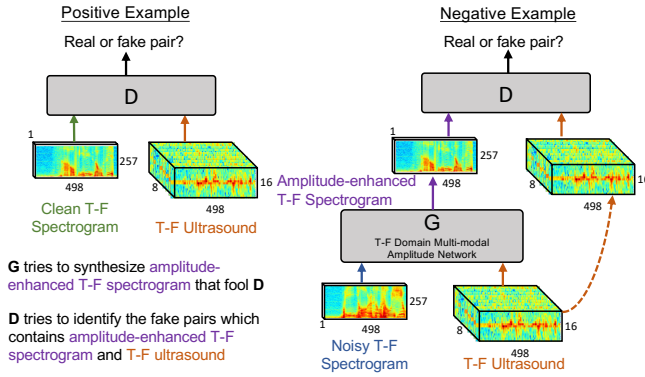 Positive Example
Real or fake pair?
D
1
257
498
8
16
498
Clean T-F
Spectrogram
T-F Ultrasound
G tries to synthesize amplitude-
enhanced T-F spectrogram that fool D
D tries to identify the fake pairs which
contains amplitude-enhanced T-F
spectrogram and T-F ultrasound
Negative Example
Real or fake pair?
D
1
257
498
8
16
498
Amplitude-enhanced
T-F Spectrogram
G
T-F Domain Multi-modal
Amplitude Network
1
257
498
8
16
498
Noisy T-F
Spectrogram
T-F Ultrasound